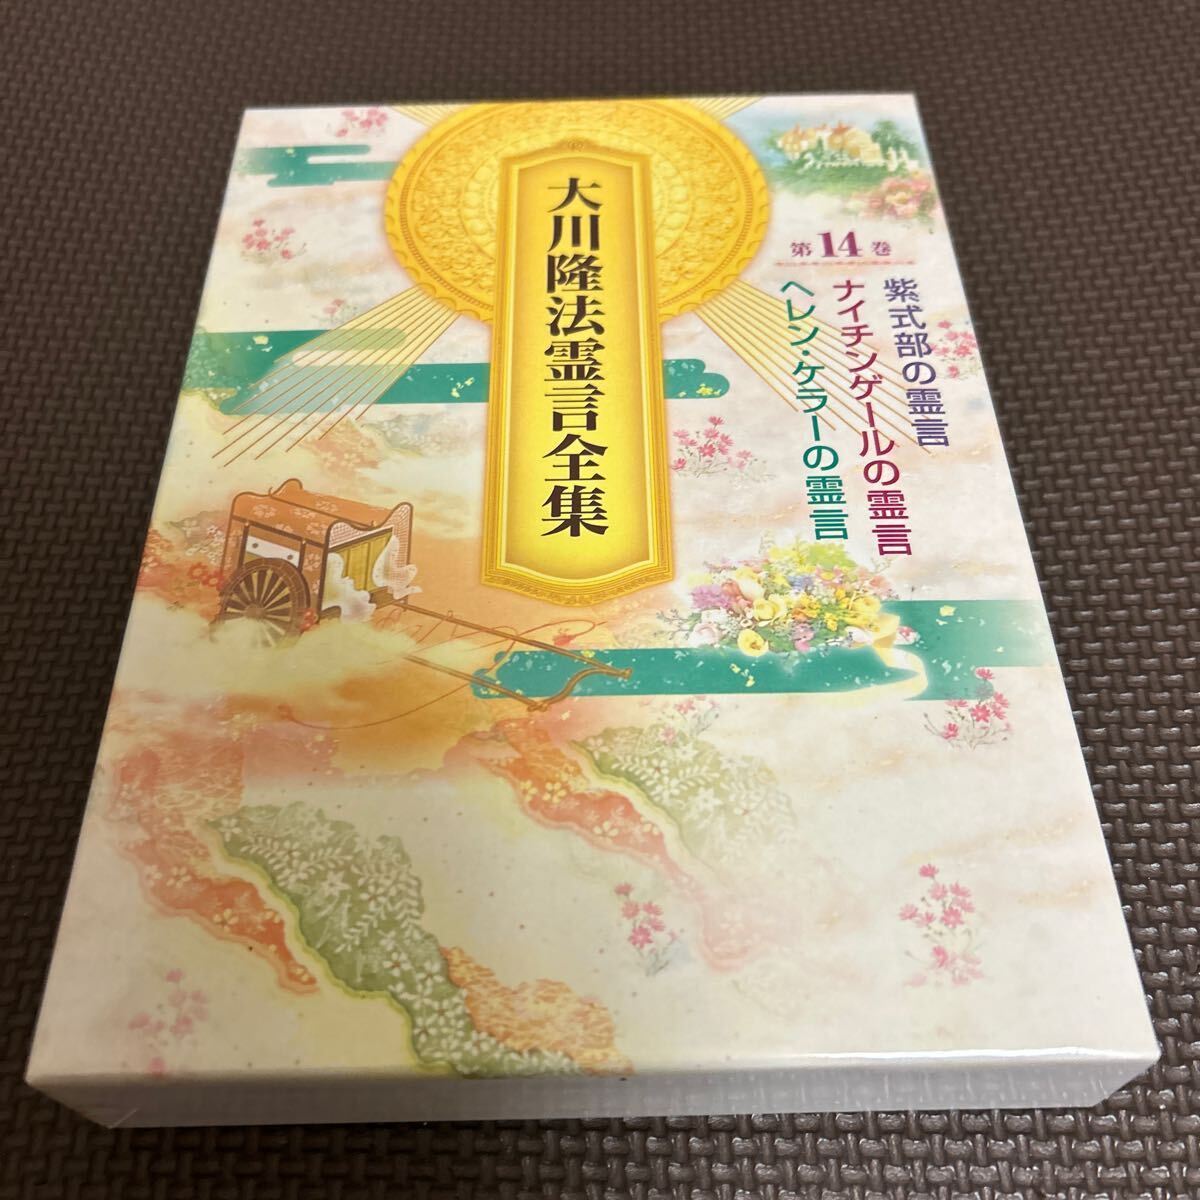 大川隆法霊言全集
第14巻
紫式部の霊言
ナイチンゲールの霊言
ヘレン・ケラーの霊言